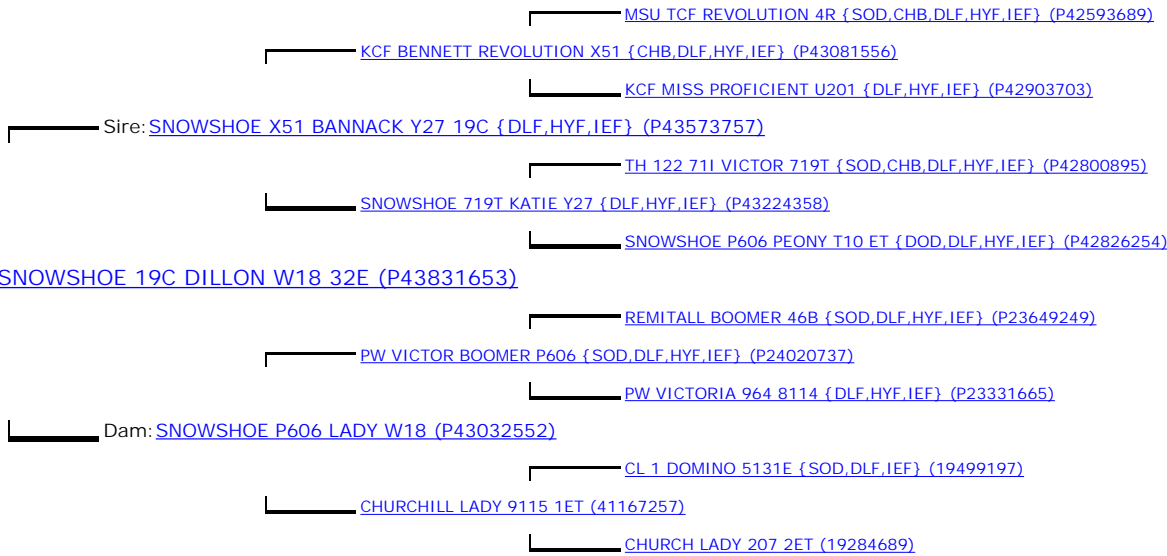 MSU TCF REVOLUTION 4R {SOD,CHB,DLF,HYF,IEF} (P42593689)
KCF BENNETT REVOLUTION X51 {CHB,DLF,HYF,IEF} (P43081556)
KCF MISS PROFICIENT U201 {DLF,HYF,IEF} (P42903703)
Sire: SNOWSHOE X51 BANNACK Y27 19C {DLF,HYF,IEF} (P43573757)
TH 122 71I VICTOR 719T {SOD,CHB,DLF,HYF,IEF} (P42800895)
SNOWSHOE 719T KATIE Y27 {DLF,HYF,IEF} (P43224358)
SNOWSHOE P606 PEONY T10 ET {DOD,DLF,HYF,IEF} (P42826254)
SNOWSHOE 19C DILLON W18 32E (P43831653)
REMITALL BOOMER 46B {SOD,DLF,HYF,IEF} (P23649249)
PW VICTOR BOOMER P606 {SOD,DLF,HYF,IEF} (P24020737)
PW VICTORIA 964 8114 {DLF,HYF,IEF} (P23331665)
Dam: SNOWSHOE P606 LADY W18 (P43032552)
CL 1 DOMINO 5131E {SOD,DLF,IEF} (19499197)
CHURCHILL LADY 9115 1ET (41167257)
CHURCH LADY 207 2ET (19284689)